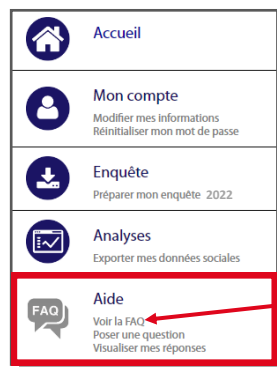 Accueil
Mon compte
Modifier mes informations
Réinitialiser mon mot de passe
Enquête
Préparer mon enquête 2022
Analyses
Exporter mes données sociales
FAQ
Aide
Voir la FAQ
Poser une question
Visualiser mes réponses